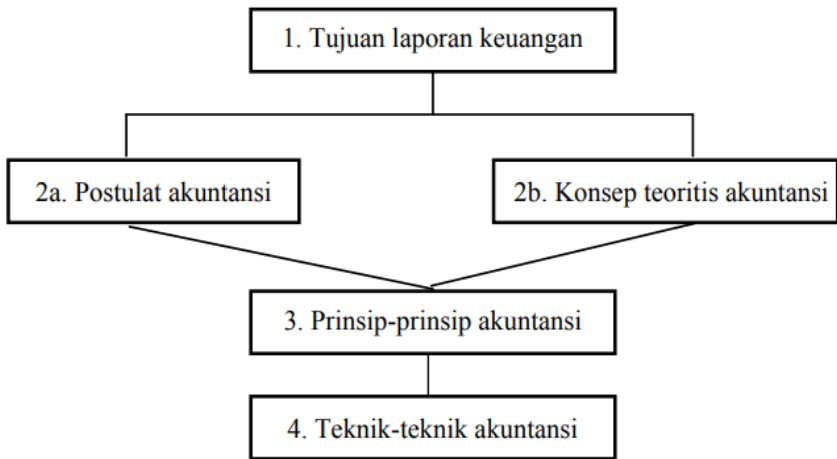 1. Tujuan laporan keuangan
2a. Postulat akuntansi
2b. Konsep teoritis akuntansi
3. Prinsip-prinsip akuntansi
4. Teknik-teknik akuntansi